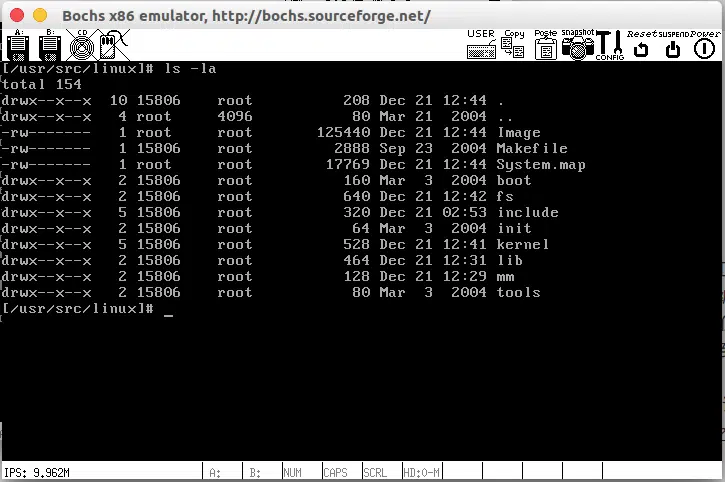 Bochs x86 emulator, http://bochs.sourceforge.net/
A: B: CD USER Copy Paste Snapshot CONFIG Reset SUSPEND Power
[/usr/src/linux]# ls -la
total 154
drwx--x--x 10 15806 root 208 Dec 21 12:44 .
drwx--x--x 4 root 4096 80 Mar 21 2004 ..
-rw------- 1 root root 125440 Dec 21 12:44 Image
-rw------- 1 15806 root 2888 Sep 23 2004 Makefile
-rw------- 1 root root 17769 Dec 21 12:44 System.map
drwx--x--x 2 15806 root 160 Mar 3 2004 boot
drwx--x--x 2 15806 root 640 Dec 21 12:42 fs
drwx--x--x 5 15806 root 320 Dec 21 02:53 include
drwx--x--x 2 15806 root 64 Mar 3 2004 init
drwx--x--x 5 15806 root 528 Dec 21 12:41 kernel
drwx--x--x 2 15806 root 464 Dec 21 12:31 lib
drwx--x--x 2 15806 root 128 Dec 21 12:29 mm
drwx--x--x 2 15806 root 80 Mar 3 2004 tools
[/usr/src/linux]# _
IPS: 9.962M A: B: NUM CAPS SCRL HD:0-M